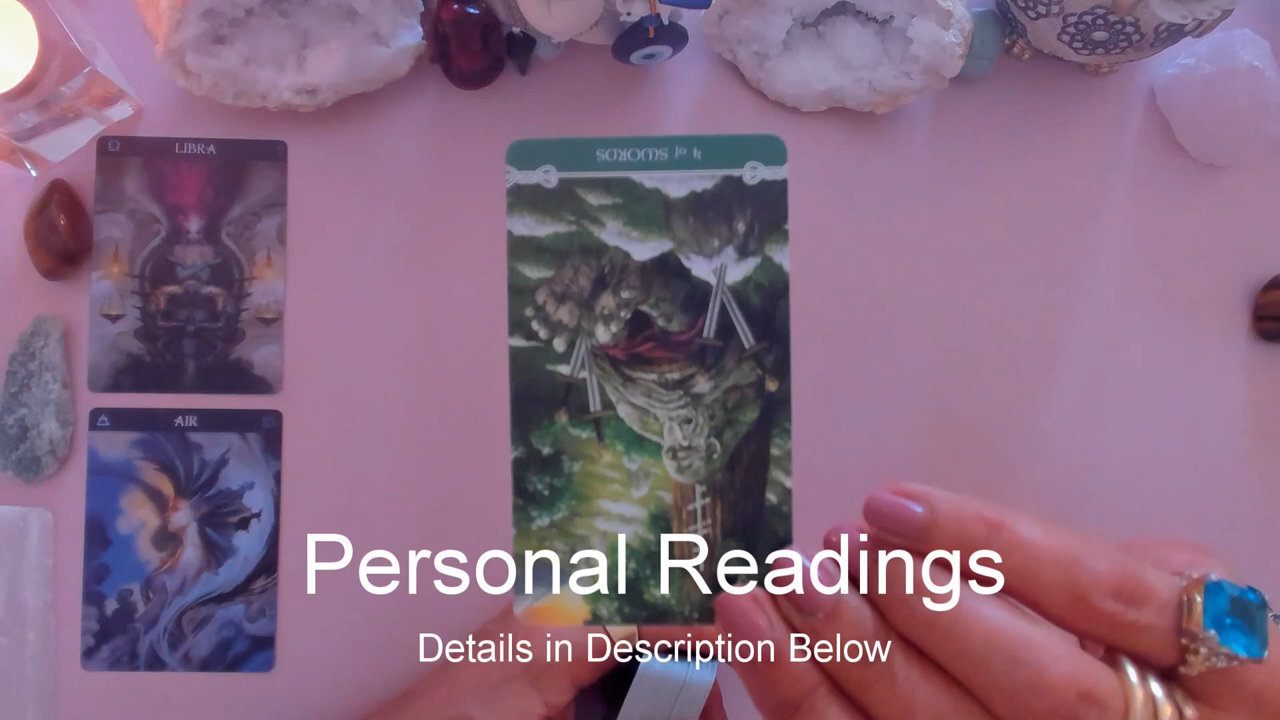 LIBRA
4 of SWORDS
AIR
Personal Readings
Details in Description Below